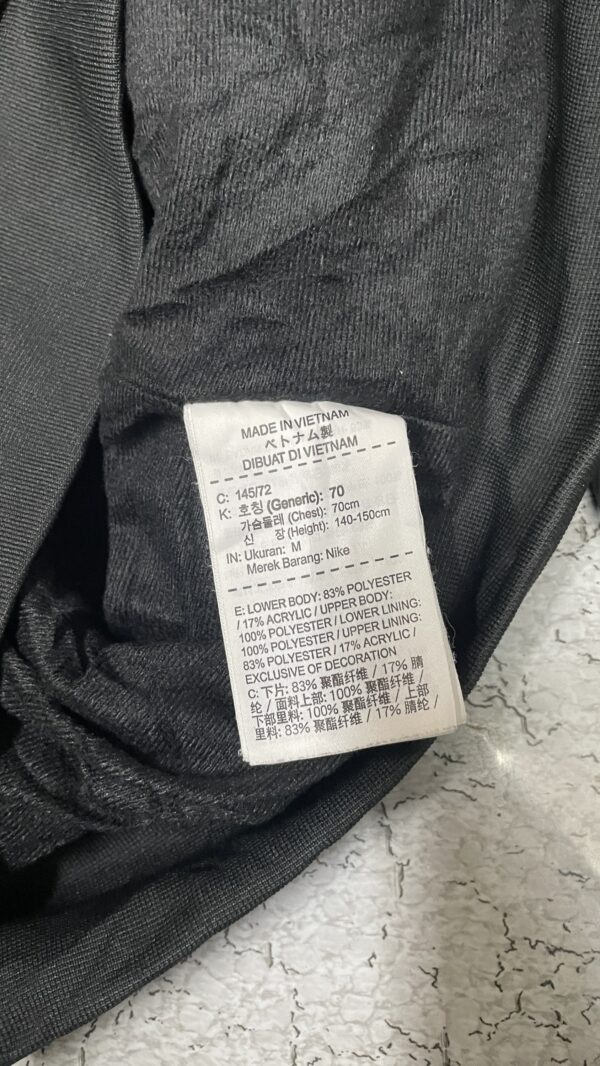 MADE IN VIETNAM
ベトナム製
DIBUAT DI VIETNAM
C: 145/72
K: 호칭 (Generic): 70
가슴둘레 (Chest): 70cm
신 장 (Height): 140-150cm
IN: Ukuran: M
Merek Barang: Nike
E: LOWER BODY: 83% POLYESTER
/ 17% ACRYLIC / UPPER BODY:
100% POLYESTER / LOWER LINING:
100% POLYESTER / UPPER LINING:
83% POLYESTER / 17% ACRYLIC /
EXCLUSIVE OF DECORATION
C: 下片: 83% 聚酯纤维 / 17% 腈
纶 / 面料上部: 100% 聚酯纤维 /
下部里料: 100% 聚酯纤维 / 上部
里料: 83% 聚酯纤维 / 17% 腈纶 /